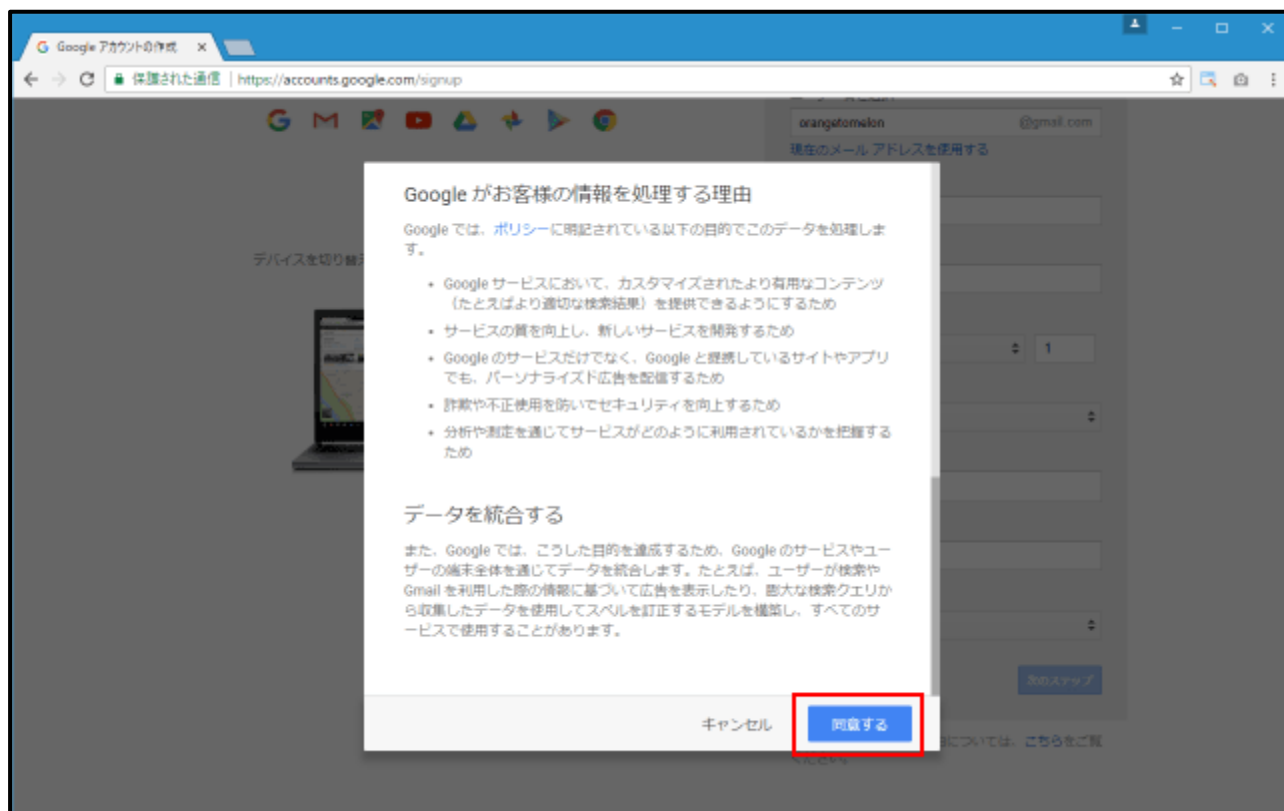 Google アカウントの作成
保護された通信 | https://accounts.google.com/signup
orangetomelon @gmail.com
現在のメール アドレスを使用する
デバイスを切り替え
1
Google がお客様の情報を処理する理由
Google では、ポリシーに明記されている以下の目的でこのデータを処理しま
す。
• Google サービスにおいて、カスタマイズされたより有用なコンテンツ
（たとえばより適切な検索結果）を提供できるようにするため
• サービスの質を向上し、新しいサービスを開発するため
• Google のサービスだけでなく、Google と提携しているサイトやアプリ
でも、パーソナライズド広告を配信するため
• 詐欺や不正使用を防いでセキュリティを向上するため
• 分析や測定を通じてサービスがどのように利用されているかを把握する
ため
データを統合する
また、Google では、こうした目的を達成するため、Google のサービスやユー
ザーの端末全体を通じてデータを統合します。たとえば、ユーザーが検索や
Gmail を利用した際の情報に基づいて広告を表示したり、膨大な検索クエリか
ら収集したデータを使用してスペルを訂正するモデルを構築し、すべてのサ
ービスで使用することがあります。
キャンセル
同意する
次のステップ
については、こちらをご覧
ください。